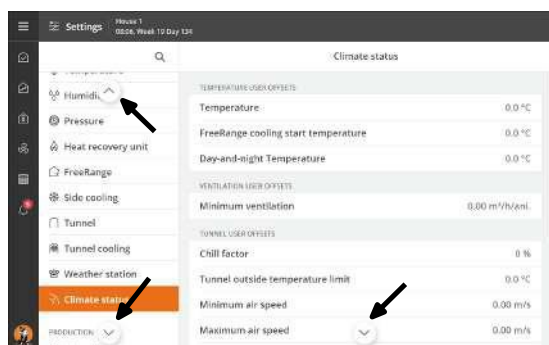 Settings
House 1
08:06, Week 19 Day 134
Climate status
Humidi
Pressure
Heat recovery unit
FreeRange
Side cooling
Tunnel
Tunnel cooling
Weather station
Climate status
PRODUCTION
TEMPERATURE USER OFFSETS
Temperature 0.0 °C
FreeRange cooling start temperature 0.0 °C
Day-and-night Temperature 0.0 °C
VENTILATION USER OFFSETS
Minimum ventilation 0.00 m³/h/ani.
TUNNEL USER OFFSETS
Chill factor 0 %
Tunnel outside temperature limit 0.0 °C
Minimum air speed 0.00 m/s
Maximum air speed 0.00 m/s